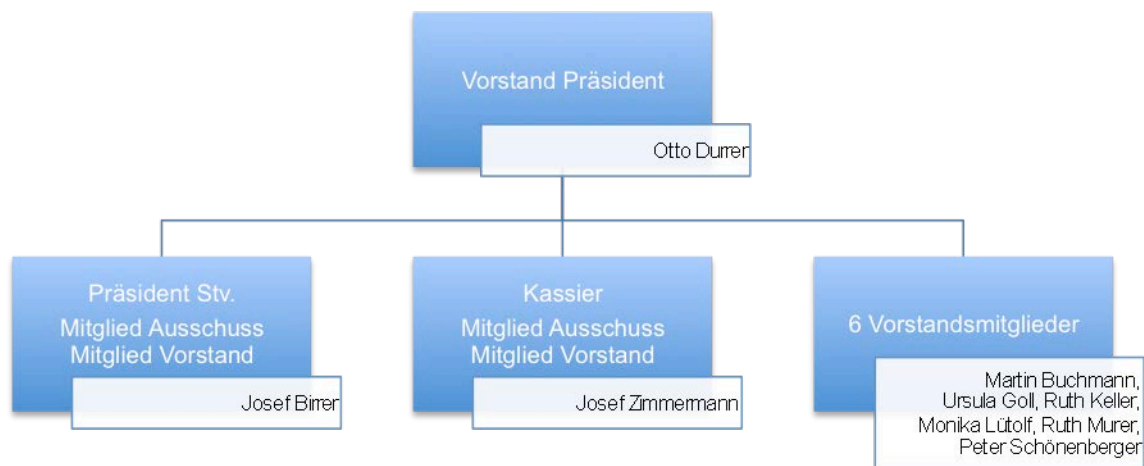 Vorstand Präsident
Otto Durrer
Präsident Stv.
Mitglied Ausschuss
Mitglied Vorstand
Josef Birrer
Kassier
Mitglied Ausschuss
Mitglied Vorstand
Josef Zimmermann
6 Vorstandsmitglieder
Martin Buchmann,
Ursula Goll, Ruth Keller,
Monika Lütolf, Ruth Murer,
Peter Schönenberger